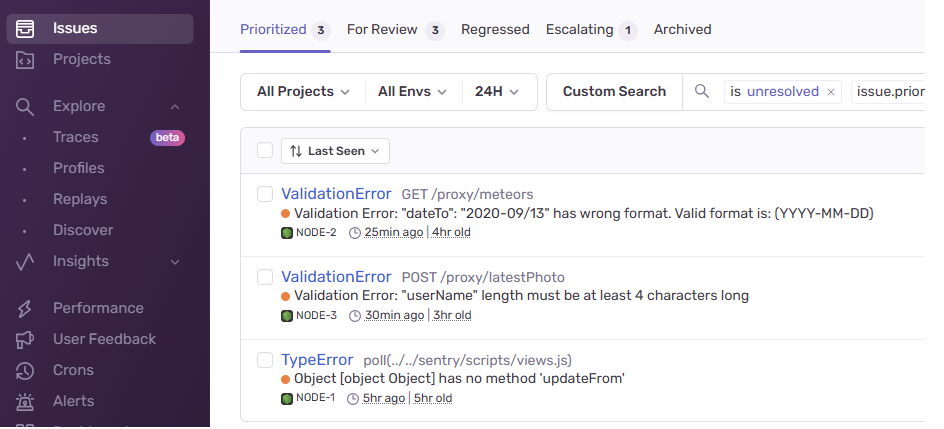 Issues
Projects
Explore
Traces beta
Profiles
Replays
Discover
Insights
Performance
User Feedback
Crons
Alerts
Prioritized 3 For Review 3 Regressed Escalating 1 Archived
All Projects All Envs 24H Custom Search is unresolved × issue.prior
Last Seen
ValidationError GET /proxy/meteors
Validation Error: "dateTo": "2020-09/13" has wrong format. Valid format is: (YYYY-MM-DD)
NODE-2 25min ago | 4hr old
ValidationError POST /proxy/latestPhoto
Validation Error: "userName" length must be at least 4 characters long
NODE-3 30min ago | 3hr old
TypeError poll(../../sentry/scripts/views.js)
Object [object Object] has no method 'updateFrom'
NODE-1 5hr ago | 5hr old